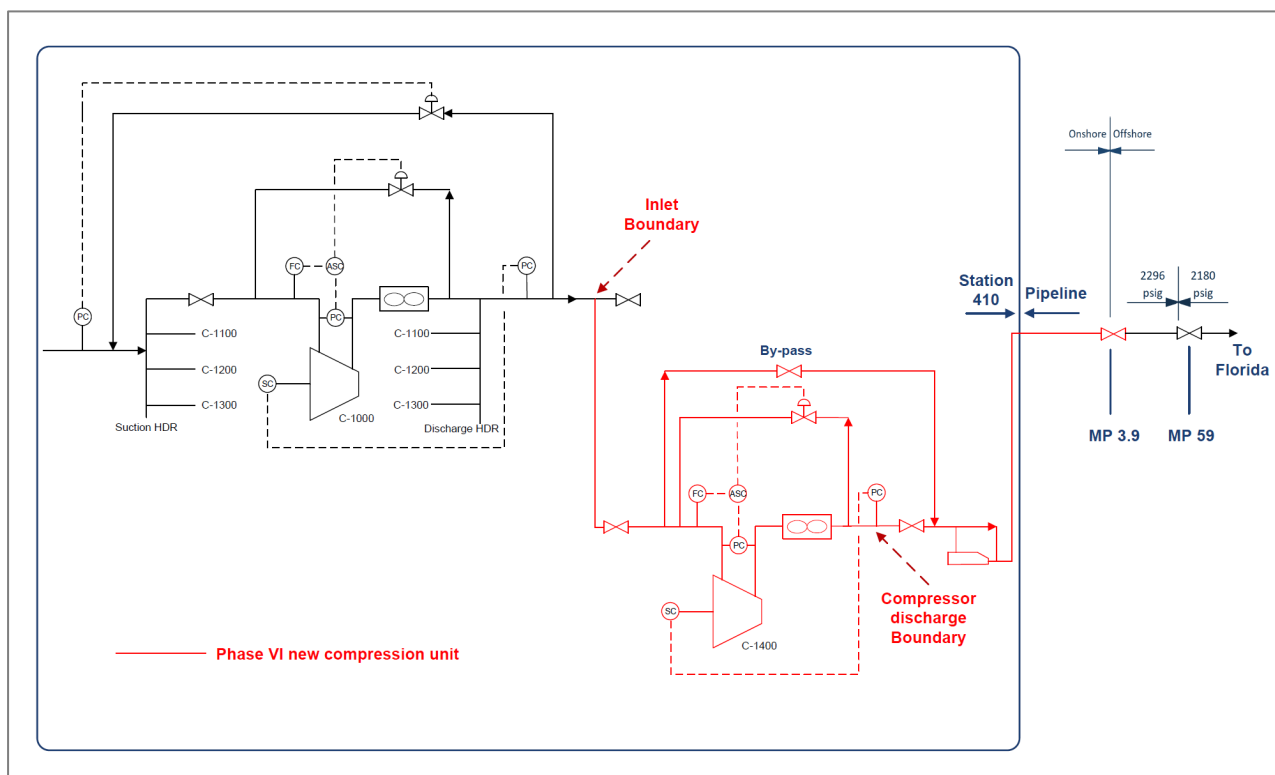 Onshore
Offshore
Inlet
Boundary
FC
ASC
PC
PC
PC
PC
Station
410
Pipeline
2296
psig
2180
psig
To
Florida
C-1100
C-1200
C-1300
Suction HDR
SC
C-1000
C-1100
C-1200
C-1300
Discharge HDR
By-pass
MP 3.9
MP 59
FC
ASC
PC
PC
SC
C-1400
Compressor
discharge
Boundary
Phase VI new compression unit